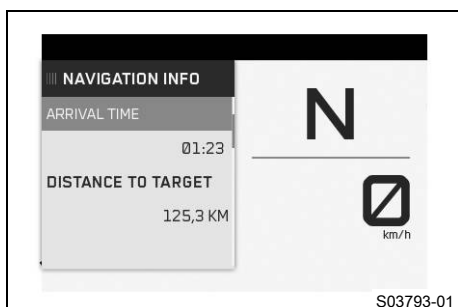 NAVIGATION INFO
ARRIVAL TIME
01:23
DISTANCE TO TARGET
125,3 KM
N
0
km/h
S03793-01